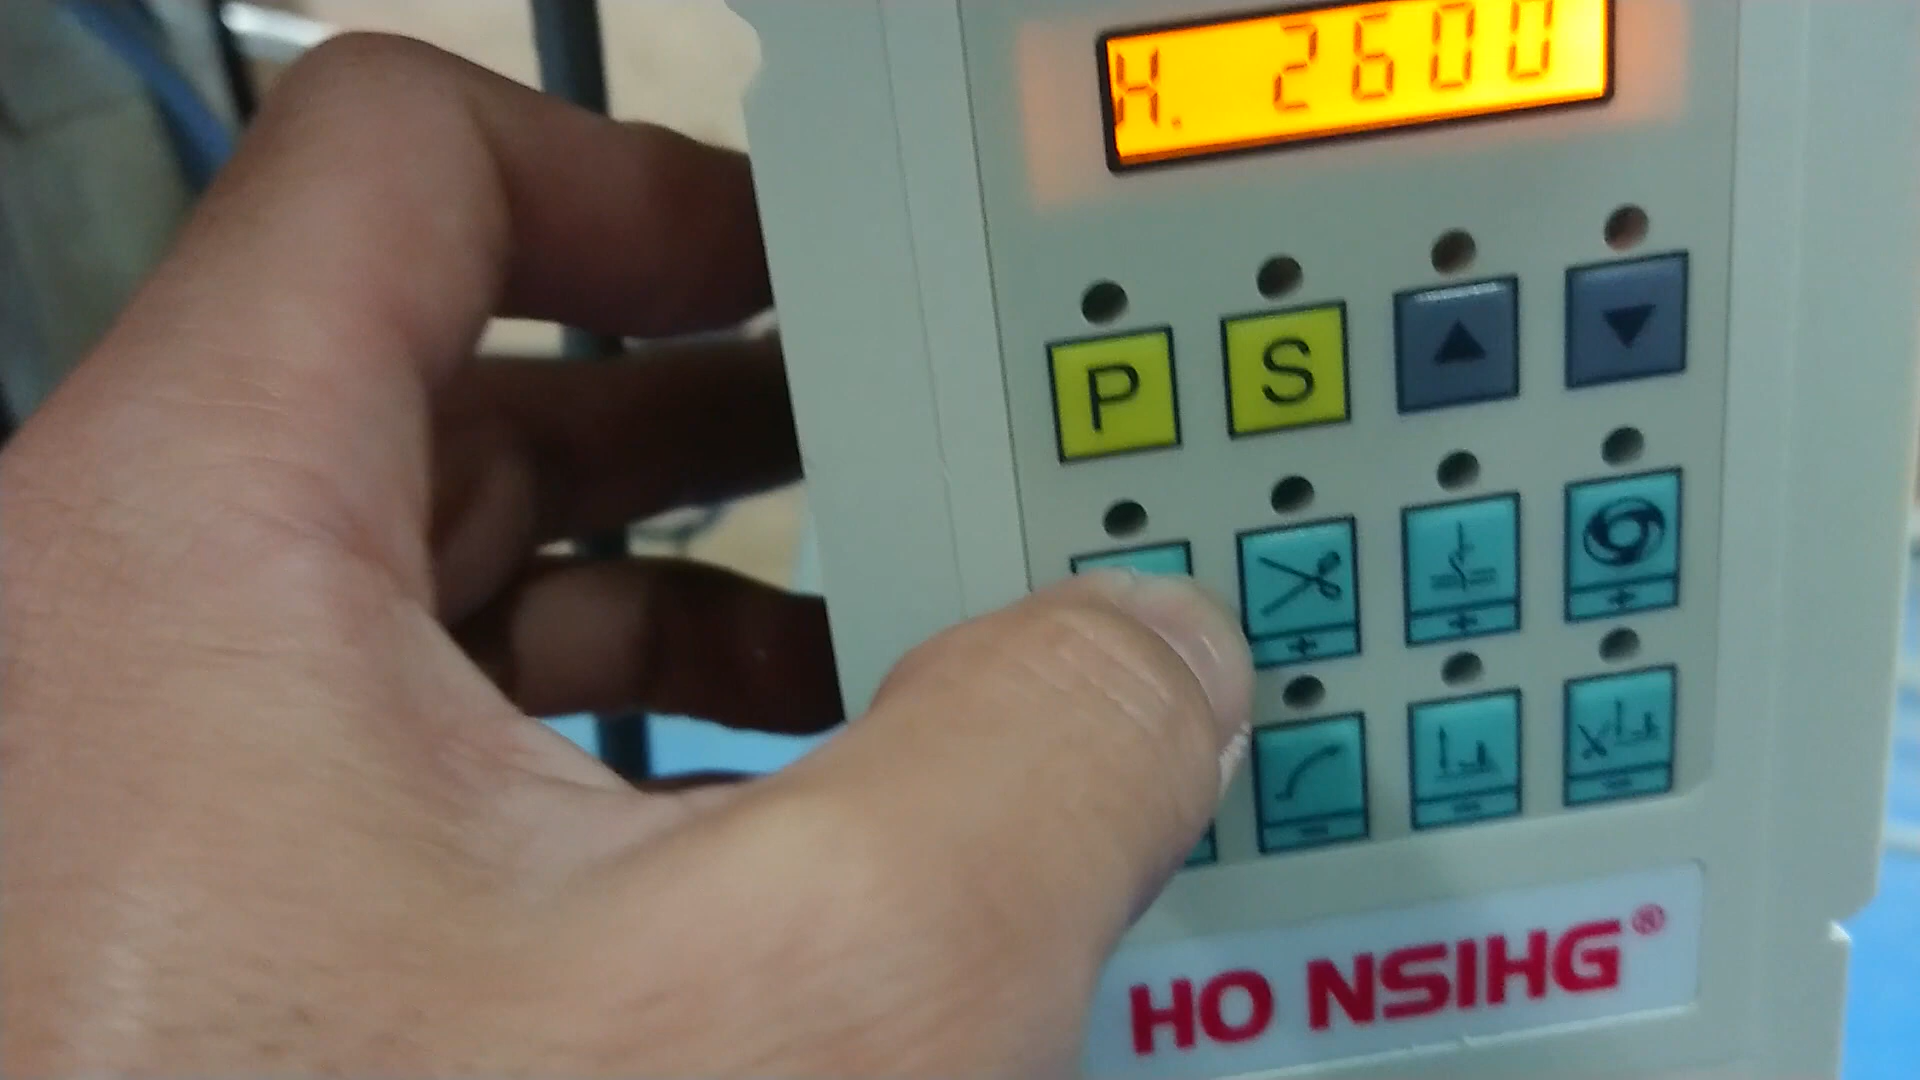 H. 2600
P S
+ + +
- - -
HO NSIHG®